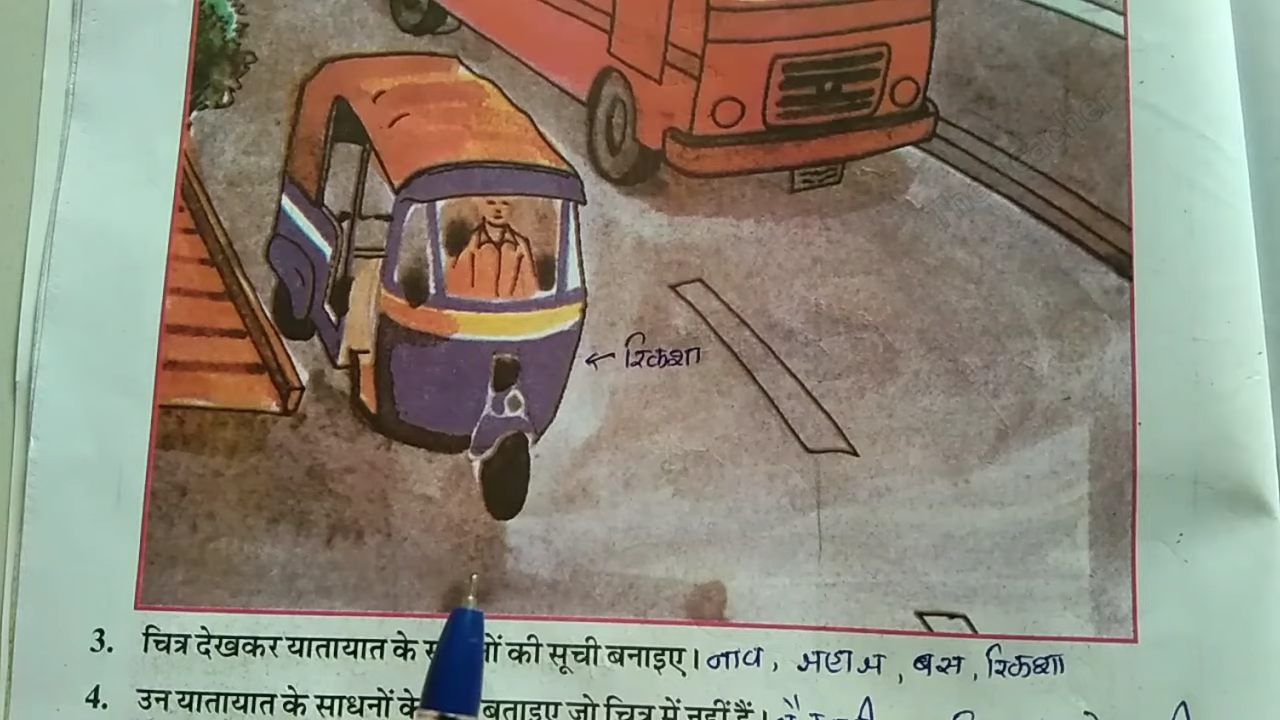 ← रिक्शा
3. चित्र देखकर यातायात के की सूची बनाइए। नाव, जहाज, बस, रिक्शा
4. उन यातायात के साधनों के बताइए जो चित्र में नहीं हैं।